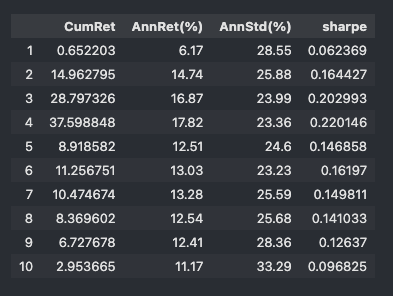 CumRet AnnRet(%) AnnStd(%) sharpe
1 0.652203 6.17 28.55 0.062369
2 14.962795 14.74 25.88 0.164427
3 28.797326 16.87 23.99 0.202993
4 37.598848 17.82 23.36 0.220146
5 8.918582 12.51 24.6 0.146858
6 11.256751 13.03 23.23 0.16197
7 10.474674 13.28 25.59 0.149811
8 8.369602 12.54 25.68 0.141033
9 6.727678 12.41 28.36 0.12637
10 2.953665 11.17 33.29 0.096825